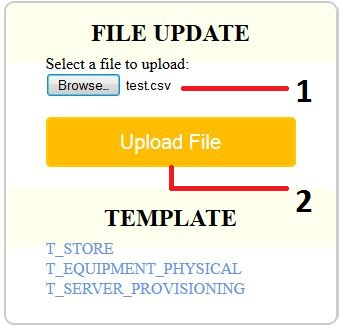 FILE UPDATE
Select a file to upload:
Browse... test.csv 1
Upload File
2
TEMPLATE
T_STORE
T_EQUIPMENT_PHYSICAL
T_SERVER_PROVISIONING